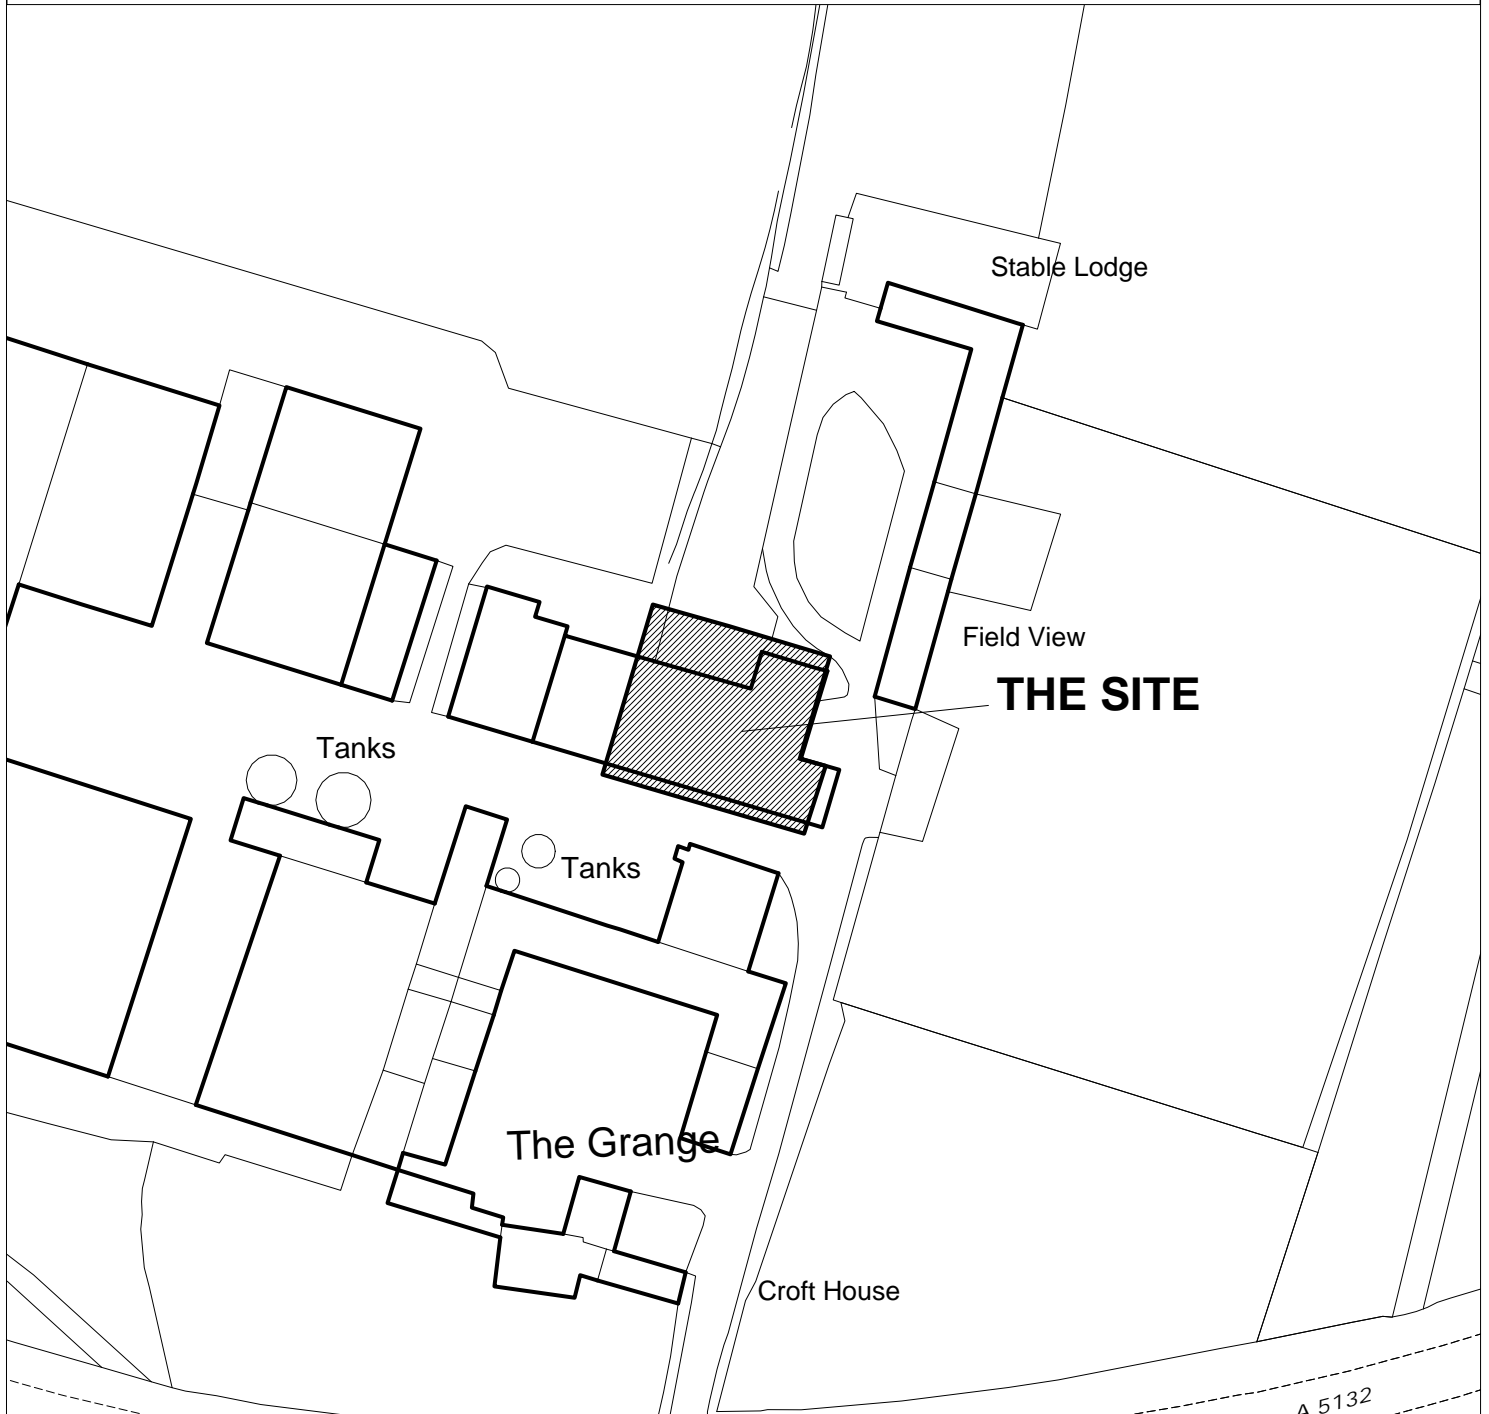 Stable Lodge
Field View
THE SITE
Tanks
Tanks
The Grange
Croft House
A 5132